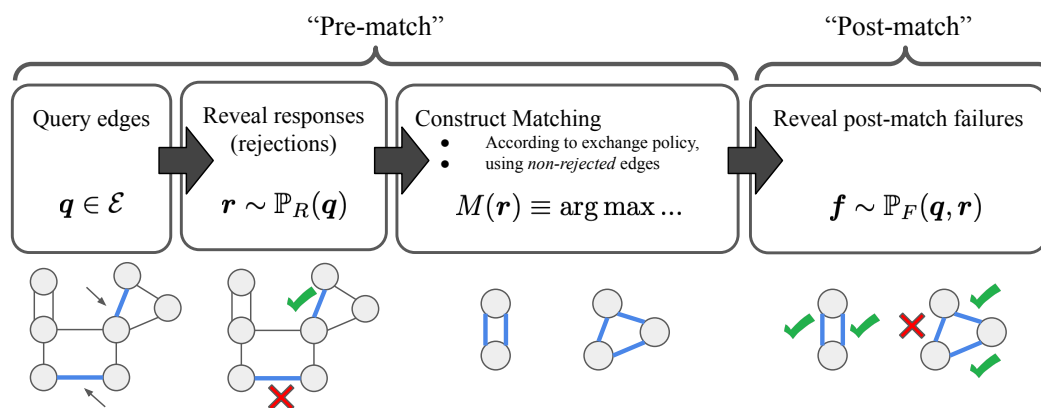 “Pre-match”
“Post-match”
Query edges
q ∈ ℰ
Reveal responses
(rejections)
r ∼ ℙ_R(q)
Construct Matching
● According to exchange policy,
● using non-rejected edges
M(r) ≡ arg max ...
Reveal post-match failures
f ∼ ℙ_F(q, r)